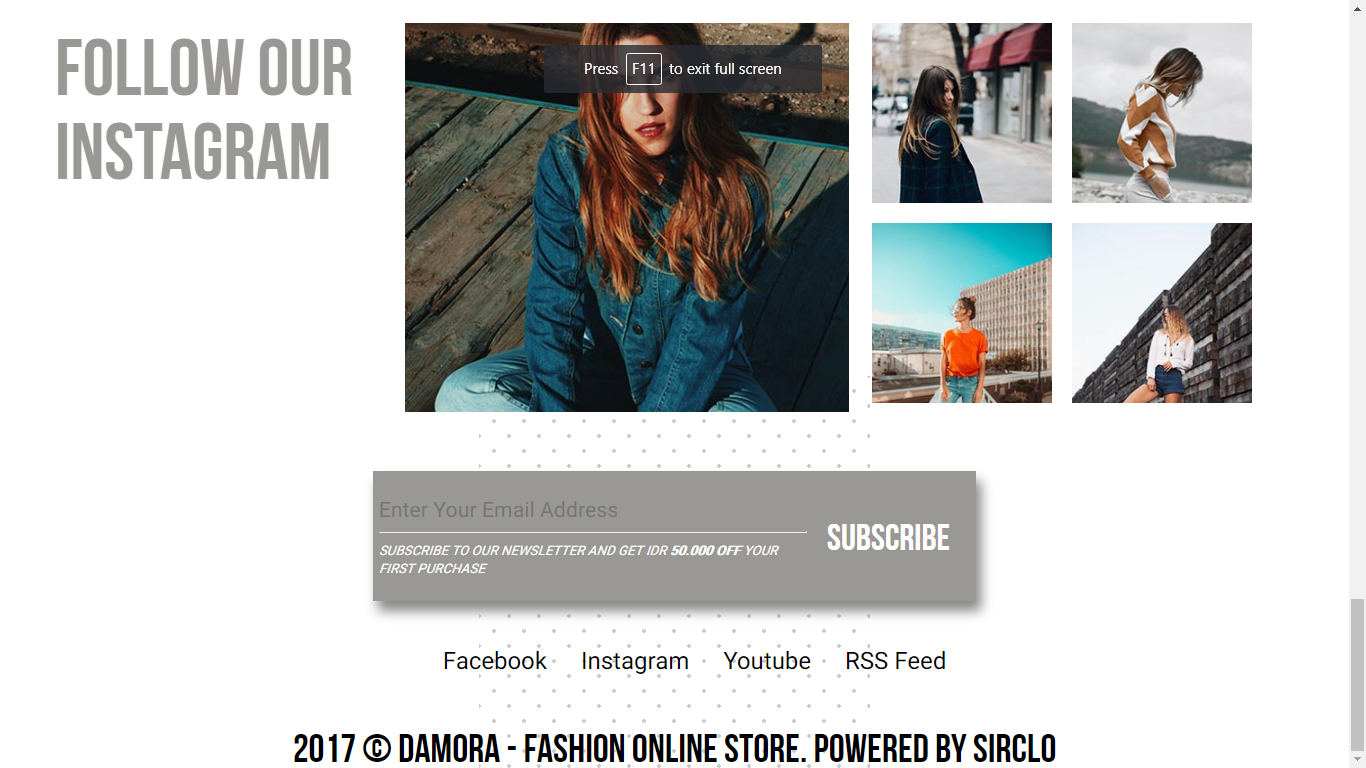 FOLLOW OUR
INSTAGRAM
Press F11 to exit full screen
Enter Your Email Address
SUBSCRIBE TO OUR NEWSLETTER AND GET IDR 50.000 OFF YOUR
FIRST PURCHASE
SUBSCRIBE
Facebook Instagram Youtube RSS Feed
2017 © DAMORA - FASHION ONLINE STORE. POWERED BY SIRCLO